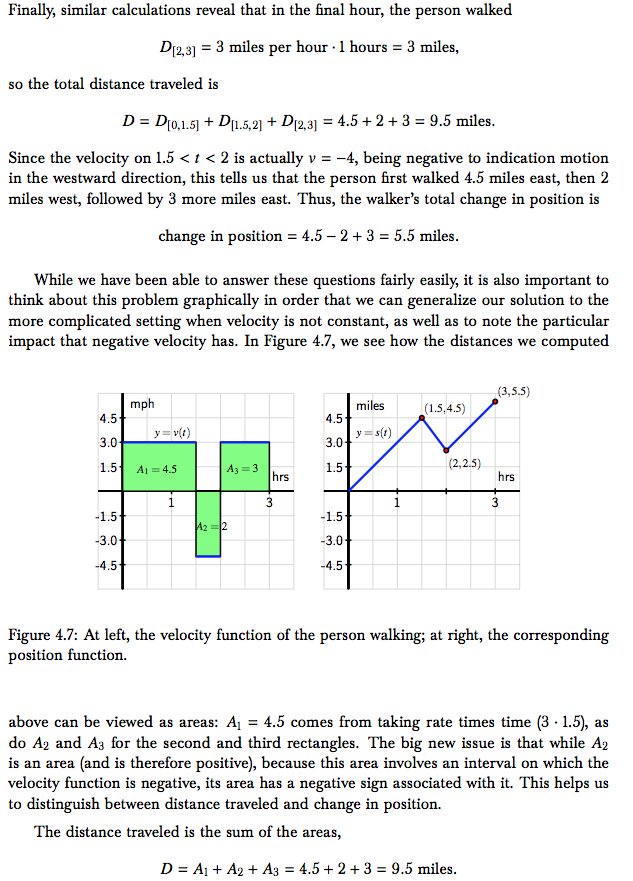 Finally, similar calculations reveal that in the final hour, the person walked
D[2,3] = 3 miles per hour · 1 hours = 3 miles,
so the total distance traveled is
D = D[0,1.5] + D[1.5,2] + D[2,3] = 4.5 + 2 + 3 = 9.5 miles.
Since the velocity on 1.5 < t < 2 is actually v = −4, being negative to indication motion
in the westward direction, this tells us that the person first walked 4.5 miles east, then 2
miles west, followed by 3 more miles east. Thus, the walker's total change in position is
change in position = 4.5 − 2 + 3 = 5.5 miles.
While we have been able to answer these questions fairly easily, it is also important to
think about this problem graphically in order that we can generalize our solution to the
more complicated setting when velocity is not constant, as well as to note the particular
impact that negative velocity has. In Figure 4.7, we see how the distances we computed
mph
4.5
y = v(t)
3.0
1.5
A1 = 4.5
A3 = 3
hrs
1
3
-1.5
A2 = 2
-3.0
-4.5
(3,5.5)
miles
(1.5,4.5)
4.5
y = s(t)
3.0
(2,2.5)
1.5
hrs
1
3
-1.5
-3.0
-4.5
Figure 4.7: At left, the velocity function of the person walking; at right, the corresponding
position function.
above can be viewed as areas: A1 = 4.5 comes from taking rate times time (3 · 1.5), as
do A2 and A3 for the second and third rectangles. The big new issue is that while A2
is an area (and is therefore positive), because this area involves an interval on which the
velocity function is negative, its area has a negative sign associated with it. This helps us
to distinguish between distance traveled and change in position.
The distance traveled is the sum of the areas,
D = A1 + A2 + A3 = 4.5 + 2 + 3 = 9.5 miles.